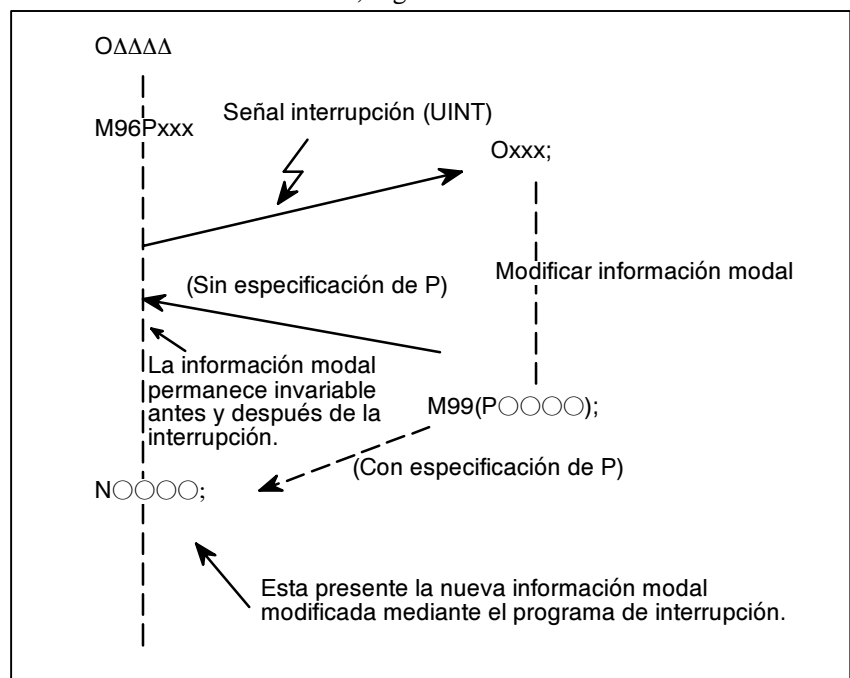 OΔΔΔΔ
M96Pxxx
Señal interrupción (UINT)
Oxxx;
Modificar información modal
(Sin especificación de P)
La información modal
permanece invariable
antes y después de la
interrupción.
M99(P○○○○);
(Con especificación de P)
N○○○○;
Esta presente la nueva información modal
modificada mediante el programa de interrupción.